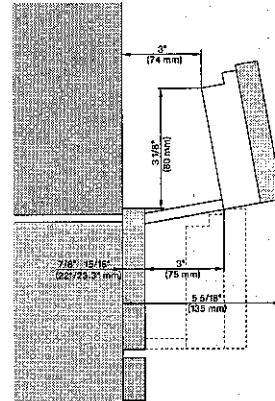 3"
(74 mm)
3 1/8"
(80 mm)
7/8" 15/16"
(22*/23.3* mm)
3"
(75 mm)
5 5/16"
(135 mm)